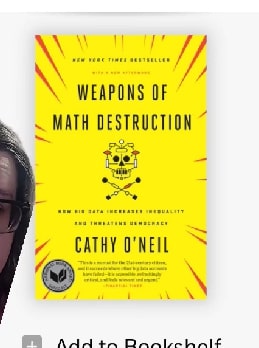 NEW YORK TIMES BESTSELLER
WITH A NEW AFTERWORD
WEAPONS OF
MATH DESTRUCTION
HOW BIG DATA INCREASES INEQUALITY
AND THREATENS DEMOCRACY
CATHY O'NEIL
Add to Bookshelf